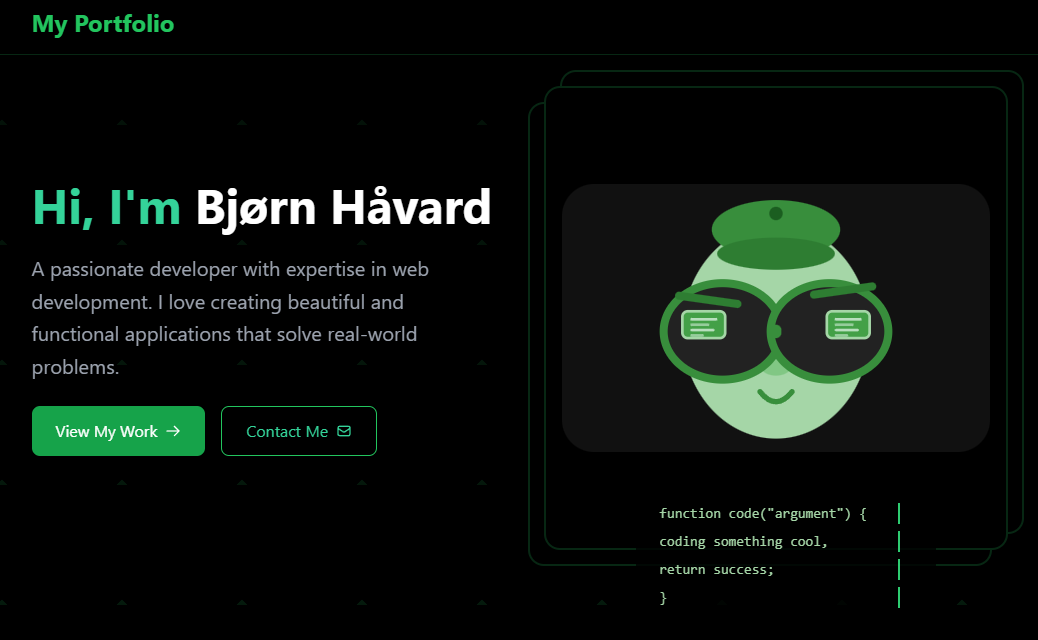 My Portfolio
Hi, I'm Bjørn Håvard
A passionate developer with expertise in web
development. I love creating beautiful and
functional applications that solve real-world
problems.
View My Work →
Contact Me
function code("argument") {
coding something cool,
return success;
}